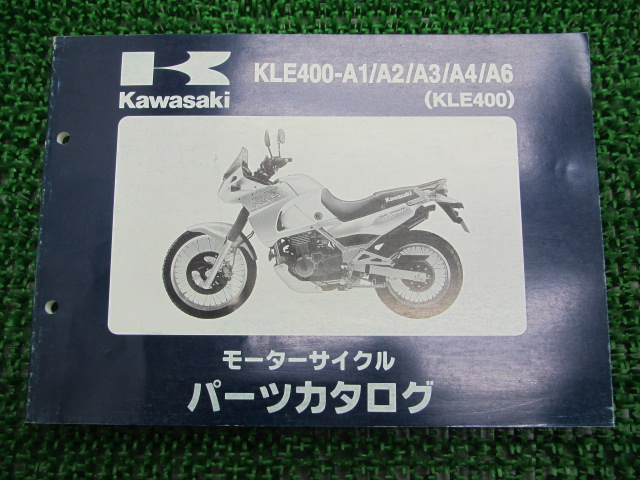 KLE400-A1/A2/A3/A4/A6
(KLE400)
Kawasaki
Kawasaki
モーターサイクル
パーツカタログ